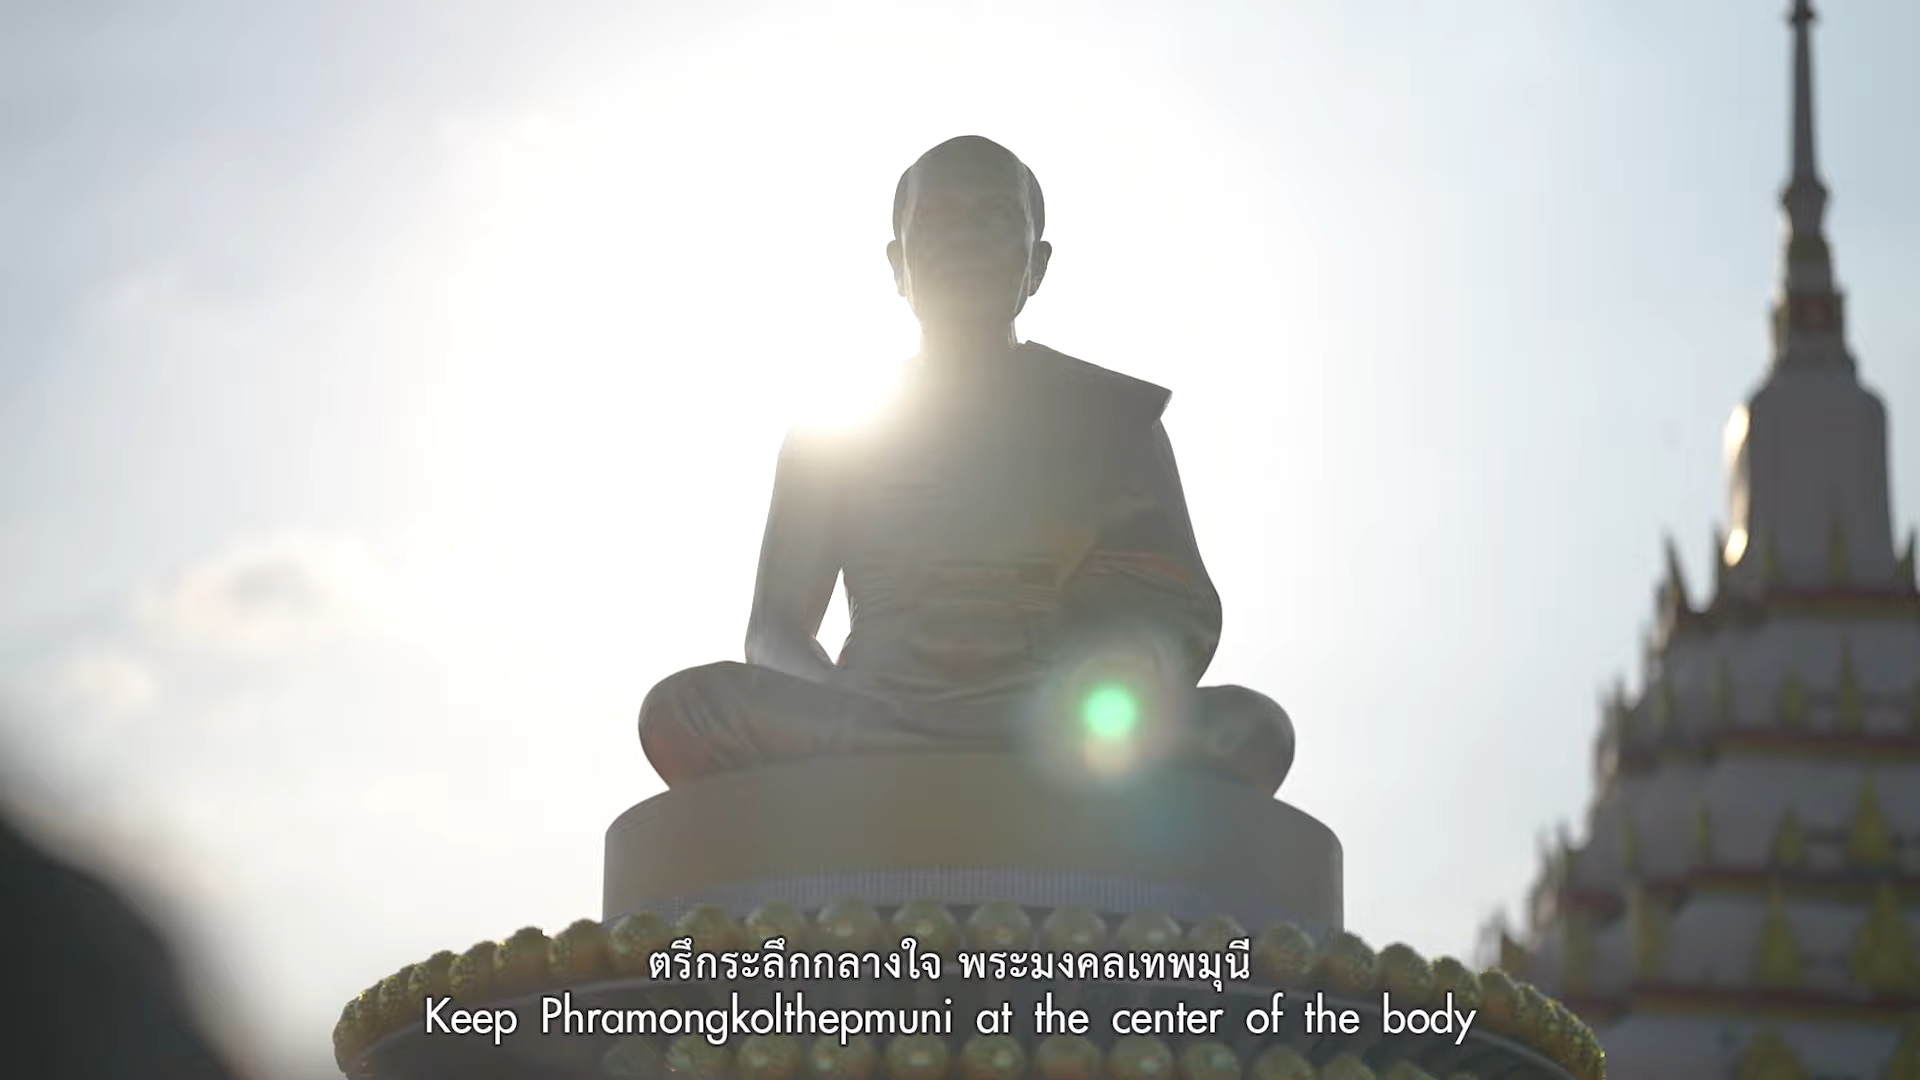 ตรึกระลึกกลางใจ พระมงคลเทพมุนี
Keep Phramongkolthepmuni at the center of the body